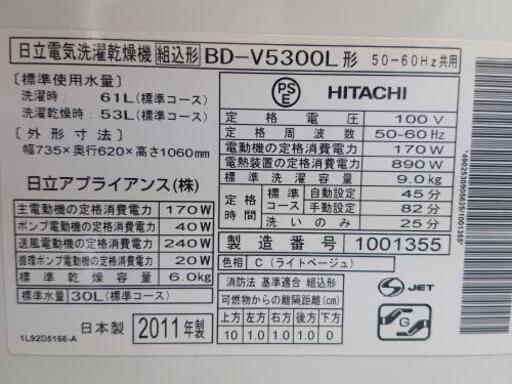 日立電気洗濯乾燥機 組込形 BD-V5300L形 50-60Hz共用
標準使用水量
洗濯時： 61L（標準コース）
洗濯乾燥時：53L（標準コース）
〔外形寸法〕
幅735×奥行620×高さ1060mm
日立アプライアンス（株）
主電動機の定格消費電力 170W
ポンプ電動機の定格消費電力 40W
送風電動機の定格消費電力 240W
循環ポンプ電動機の定格消費電力 20W
標準乾燥容量 6.0kg
標準水量 30L（標準コース）
日本製 2011年製
1L92D5166-A
PSE HITACHI
定格電圧 100V
定格周波数 50-60Hz
電動機の定格消費電力 170W
電熱装置の定格消費電力 890W
標準洗濯容量 9.0kg
定格時間 標準コース 自動設定 45分
手動設定 82分
洗いのみ 25分
製造番号 1001355
色相 C（ライトベージュ）
消防法 基準適合 組込形
可燃物からの離隔距離（cm）
上方 左方 右方 前方 後方 下方
10 1.0 1.0 0 1.0 0
S JET
G